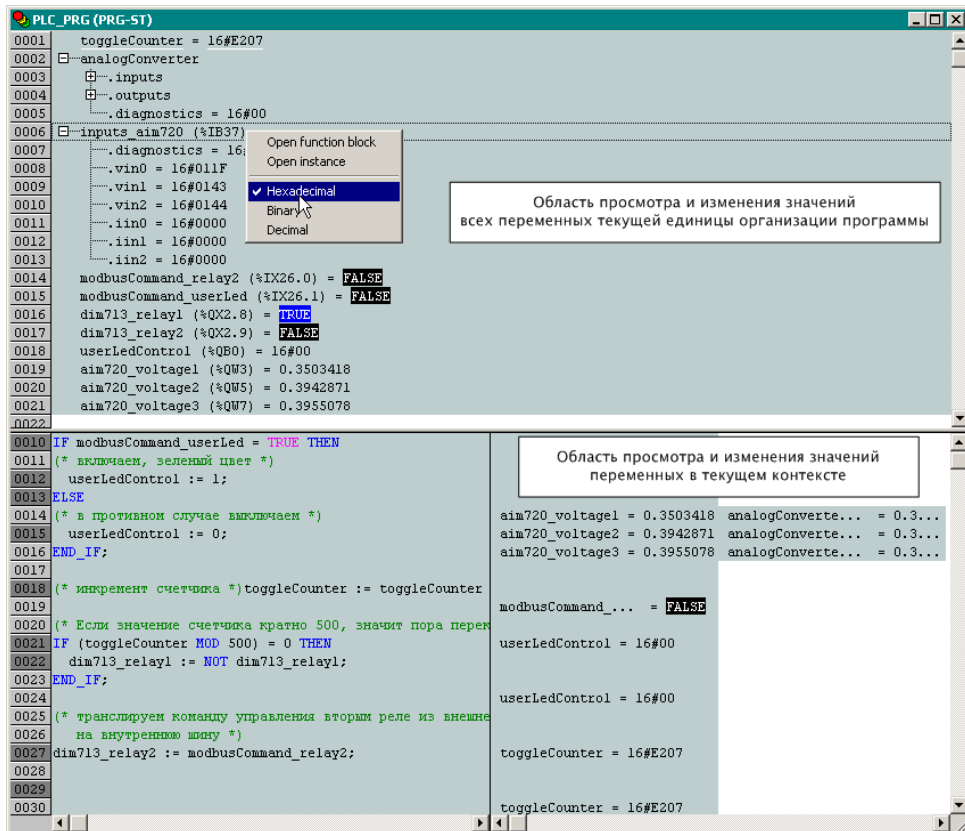 PLC_PRG (PRG-ST)
0001 toggleCounter = 16#E207
0002 analogConverter
0003 .inputs
0004 .outputs
0005 .diagnostics = 16#00
0006 inputs_aim720 (%IB37)
0007 .diagnostics = 16
0008 .vin0 = 16#011F
0009 .vin1 = 16#0143
0010 .vin2 = 16#0144
0011 .iin0 = 16#0000
0012 .iin1 = 16#0000
0013 .iin2 = 16#0000
0014 modbusCommand_relay2 (%IX26.0) = FALSE
0015 modbusCommand_userLed (%IX26.1) = FALSE
0016 dim713_relay1 (%QX2.8) = TRUE
0017 dim713_relay2 (%QX2.9) = FALSE
0018 userLedControl (%QB0) = 16#00
0019 aim720_voltage1 (%QW3) = 0.3503418
0020 aim720_voltage2 (%QW5) = 0.3942871
0021 aim720_voltage3 (%QW7) = 0.3955078
0022
Open function block
Open instance
Hexadecimal
Binary
Decimal
Область просмотра и изменения значений
всех переменных текущей единицы организации программы
0010 IF modbusCommand_userLed = TRUE THEN
0011 (* включаем, зеленый цвет *)
0012 userLedControl := 1;
0013 ELSE
0014 (* в противном случае выключаем *)
0015 userLedControl := 0;
0016 END_IF;
0017
0018 (* инкремент счетчика *)toggleCounter := toggleCounter
0019
0020 (* Если значение счетчика кратно 500, значит пора перек
0021 IF (toggleCounter MOD 500) = 0 THEN
0022 dim713_relay1 := NOT dim713_relay1;
0023 END_IF;
0024
0025 (* транслируем команду управления вторым реле из внешне
0026 на внутреннюю шину *)
0027 dim713_relay2 := modbusCommand_relay2;
0028
0029
0030
Область просмотра и изменения значений
переменных в текущем контексте
aim720_voltage1 = 0.3503418 analogConverte... = 0.3...
aim720_voltage2 = 0.3942871 analogConverte... = 0.3...
aim720_voltage3 = 0.3955078 analogConverte... = 0.3...
modbusCommand_... = FALSE
userLedControl = 16#00
userLedControl = 16#00
toggleCounter = 16#E207
toggleCounter = 16#E207